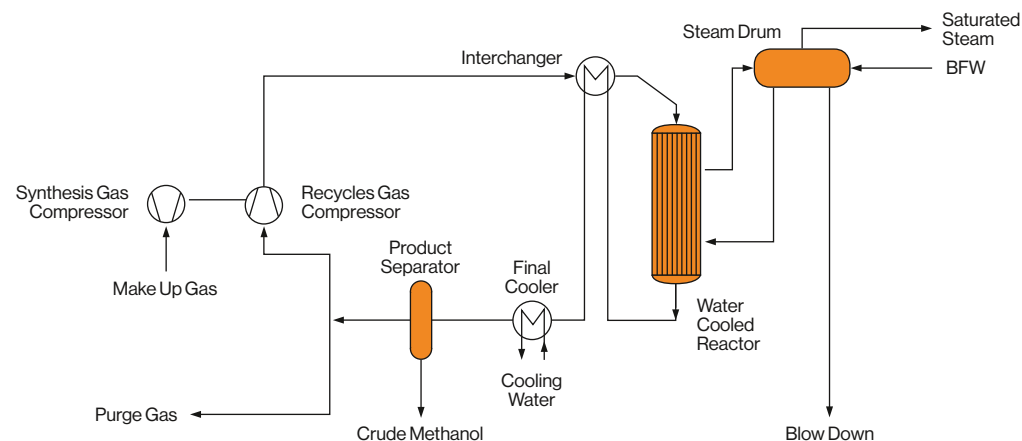 Saturated
Steam
Steam Drum
Interchanger
BFW
Synthesis Gas
Compressor
Recycles Gas
Compressor
Product
Separator
Final
Cooler
Make Up Gas
Water
Cooled
Reactor
Cooling
Water
Purge Gas
Crude Methanol
Blow Down